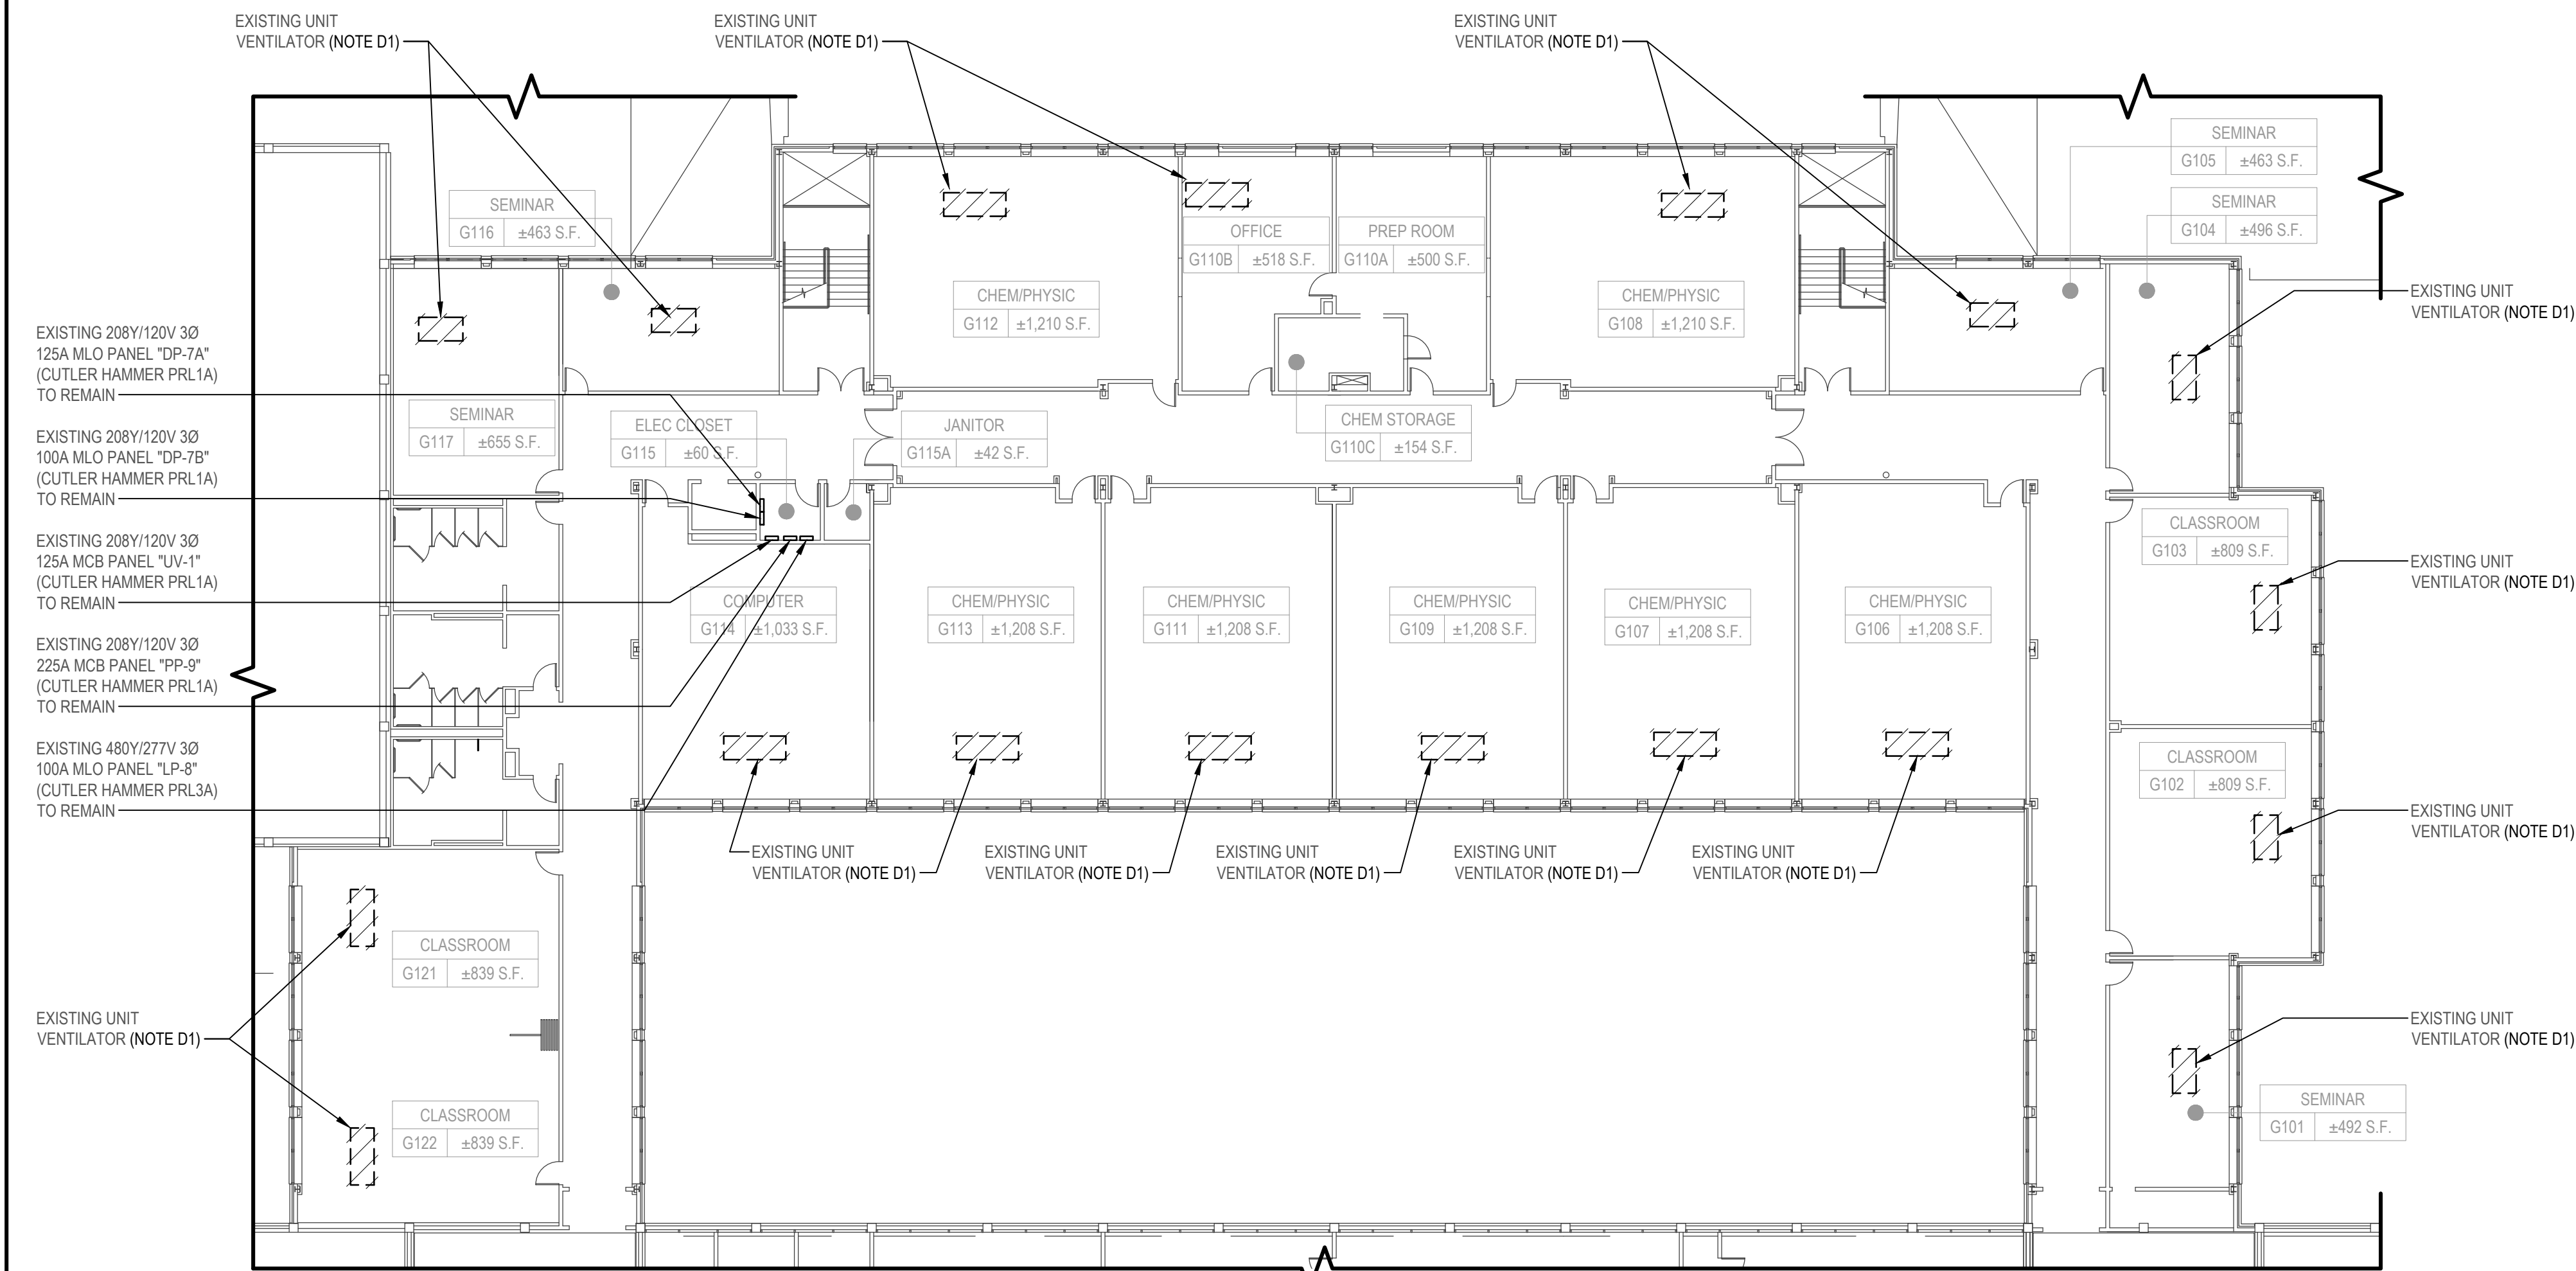 EXISTING UNIT
VENTILATOR (NOTE D1)
EXISTING UNIT
VENTILATOR (NOTE D1)
EXISTING UNIT
VENTILATOR (NOTE D1)
SEMINAR
G105 ±463 S.F.
SEMINAR
G104 ±496 S.F.
SEMINAR
G116 ±463 S.F.
OFFICE
G110B ±518 S.F.
PREP ROOM
G110A ±500 S.F.
CHEM/PHYSIC
G112 ±1,210 S.F.
CHEM/PHYSIC
G108 ±1,210 S.F.
EXISTING UNIT
VENTILATOR (NOTE D1)
EXISTING 208Y/120V 3Ø
125A MLO PANEL "DP-7A"
(CUTLER HAMMER PRL1A)
TO REMAIN
SEMINAR
G117 ±655 S.F.
ELEC CLOSET
G115 ±60 S.F.
JANITOR
G115A ±42 S.F.
CHEM STORAGE
G110C ±154 S.F.
EXISTING 208Y/120V 3Ø
100A MLO PANEL "DP-7B"
(CUTLER HAMMER PRL1A)
TO REMAIN
EXISTING 208Y/120V 3Ø
125A MCB PANEL "UV-1"
(CUTLER HAMMER PRL1A)
TO REMAIN
CLASSROOM
G103 ±809 S.F.
EXISTING UNIT
VENTILATOR (NOTE D1)
COMPUTER
G114 ±1,033 S.F.
CHEM/PHYSIC
G113 ±1,208 S.F.
CHEM/PHYSIC
G111 ±1,208 S.F.
CHEM/PHYSIC
G109 ±1,208 S.F.
CHEM/PHYSIC
G107 ±1,208 S.F.
CHEM/PHYSIC
G106 ±1,208 S.F.
EXISTING 208Y/120V 3Ø
225A MCB PANEL "PP-9"
(CUTLER HAMMER PRL1A)
TO REMAIN
EXISTING 480Y/277V 3Ø
100A MLO PANEL "LP-8"
(CUTLER HAMMER PRL3A)
TO REMAIN
CLASSROOM
G102 ±809 S.F.
EXISTING UNIT
VENTILATOR (NOTE D1)
EXISTING UNIT
VENTILATOR (NOTE D1)
EXISTING UNIT
VENTILATOR (NOTE D1)
EXISTING UNIT
VENTILATOR (NOTE D1)
EXISTING UNIT
VENTILATOR (NOTE D1)
EXISTING UNIT
VENTILATOR (NOTE D1)
CLASSROOM
G121 ±839 S.F.
EXISTING UNIT
VENTILATOR (NOTE D1)
EXISTING UNIT
VENTILATOR (NOTE D1)
CLASSROOM
G122 ±839 S.F.
SEMINAR
G101 ±492 S.F.